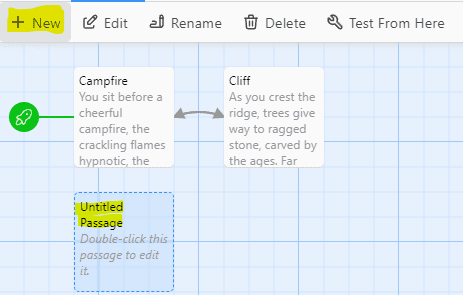 + New Edit Rename Delete Test From Here
Campfire
You sit before a
cheerful
campfire, the
crackling flames
hypnotic, the
Cliff
As you crest the
ridge, trees give
way to ragged
stone, carved by
the ages. Far
Untitled
Passage
Double-click this
passage to edit
it.